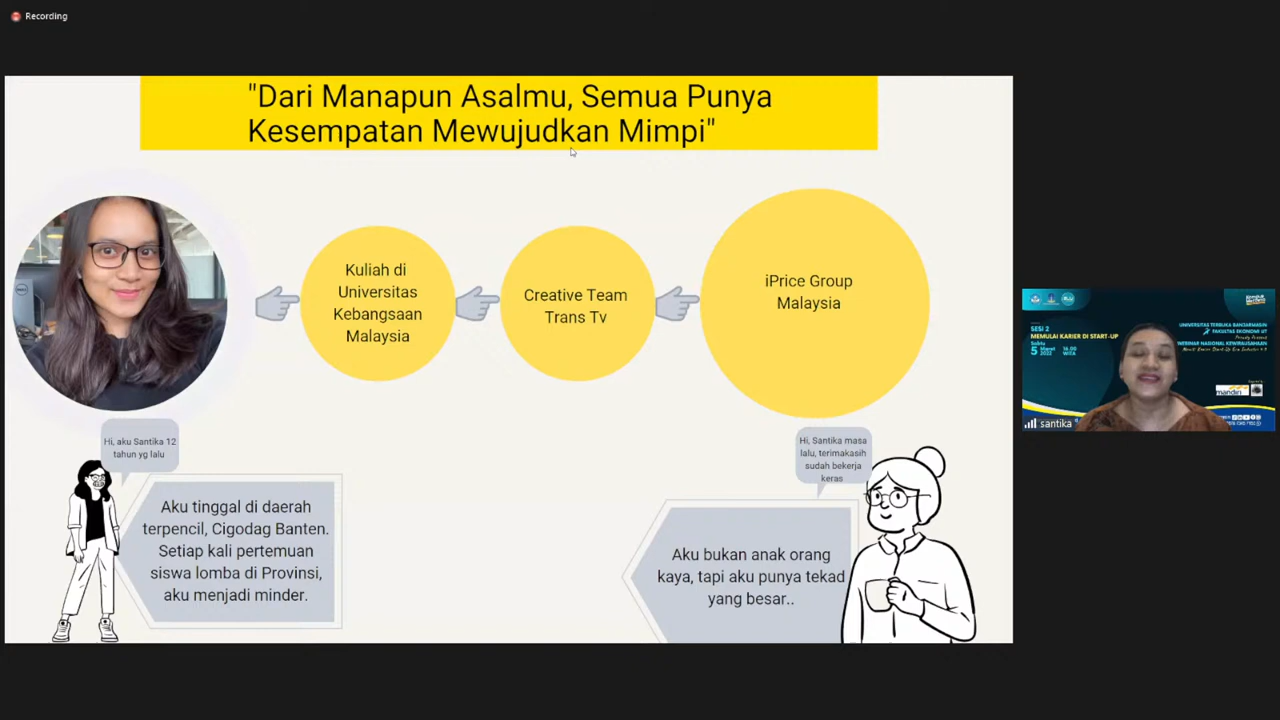 Recording
"Dari Manapun Asalmu, Semua Punya
Kesempatan Mewujudkan Mimpi"
Kuliah di
Universitas
Kebangsaan
Malaysia
Creative Team
Trans Tv
iPrice Group
Malaysia
Hi, aku Santika 12
tahun yg lalu
Aku tinggal di daerah
terpencil, Cigodag Banten.
Setiap kali pertemuan
siswa lomba di Provinsi,
aku menjadi minder.
Hi, Santika masa
lalu, terimakasih
sudah bekerja
keras
Aku bukan anak orang
kaya, tapi aku punya tekad
yang besar..
SESI 2
MEMULAI KARIER DI START-UP
Sabtu
5 Maret
2022
16.00
WITA
UNIVERSITAS TERBUKA BANJARMASIN
FAKULTAS EKONOMI UT
mandiri
santika